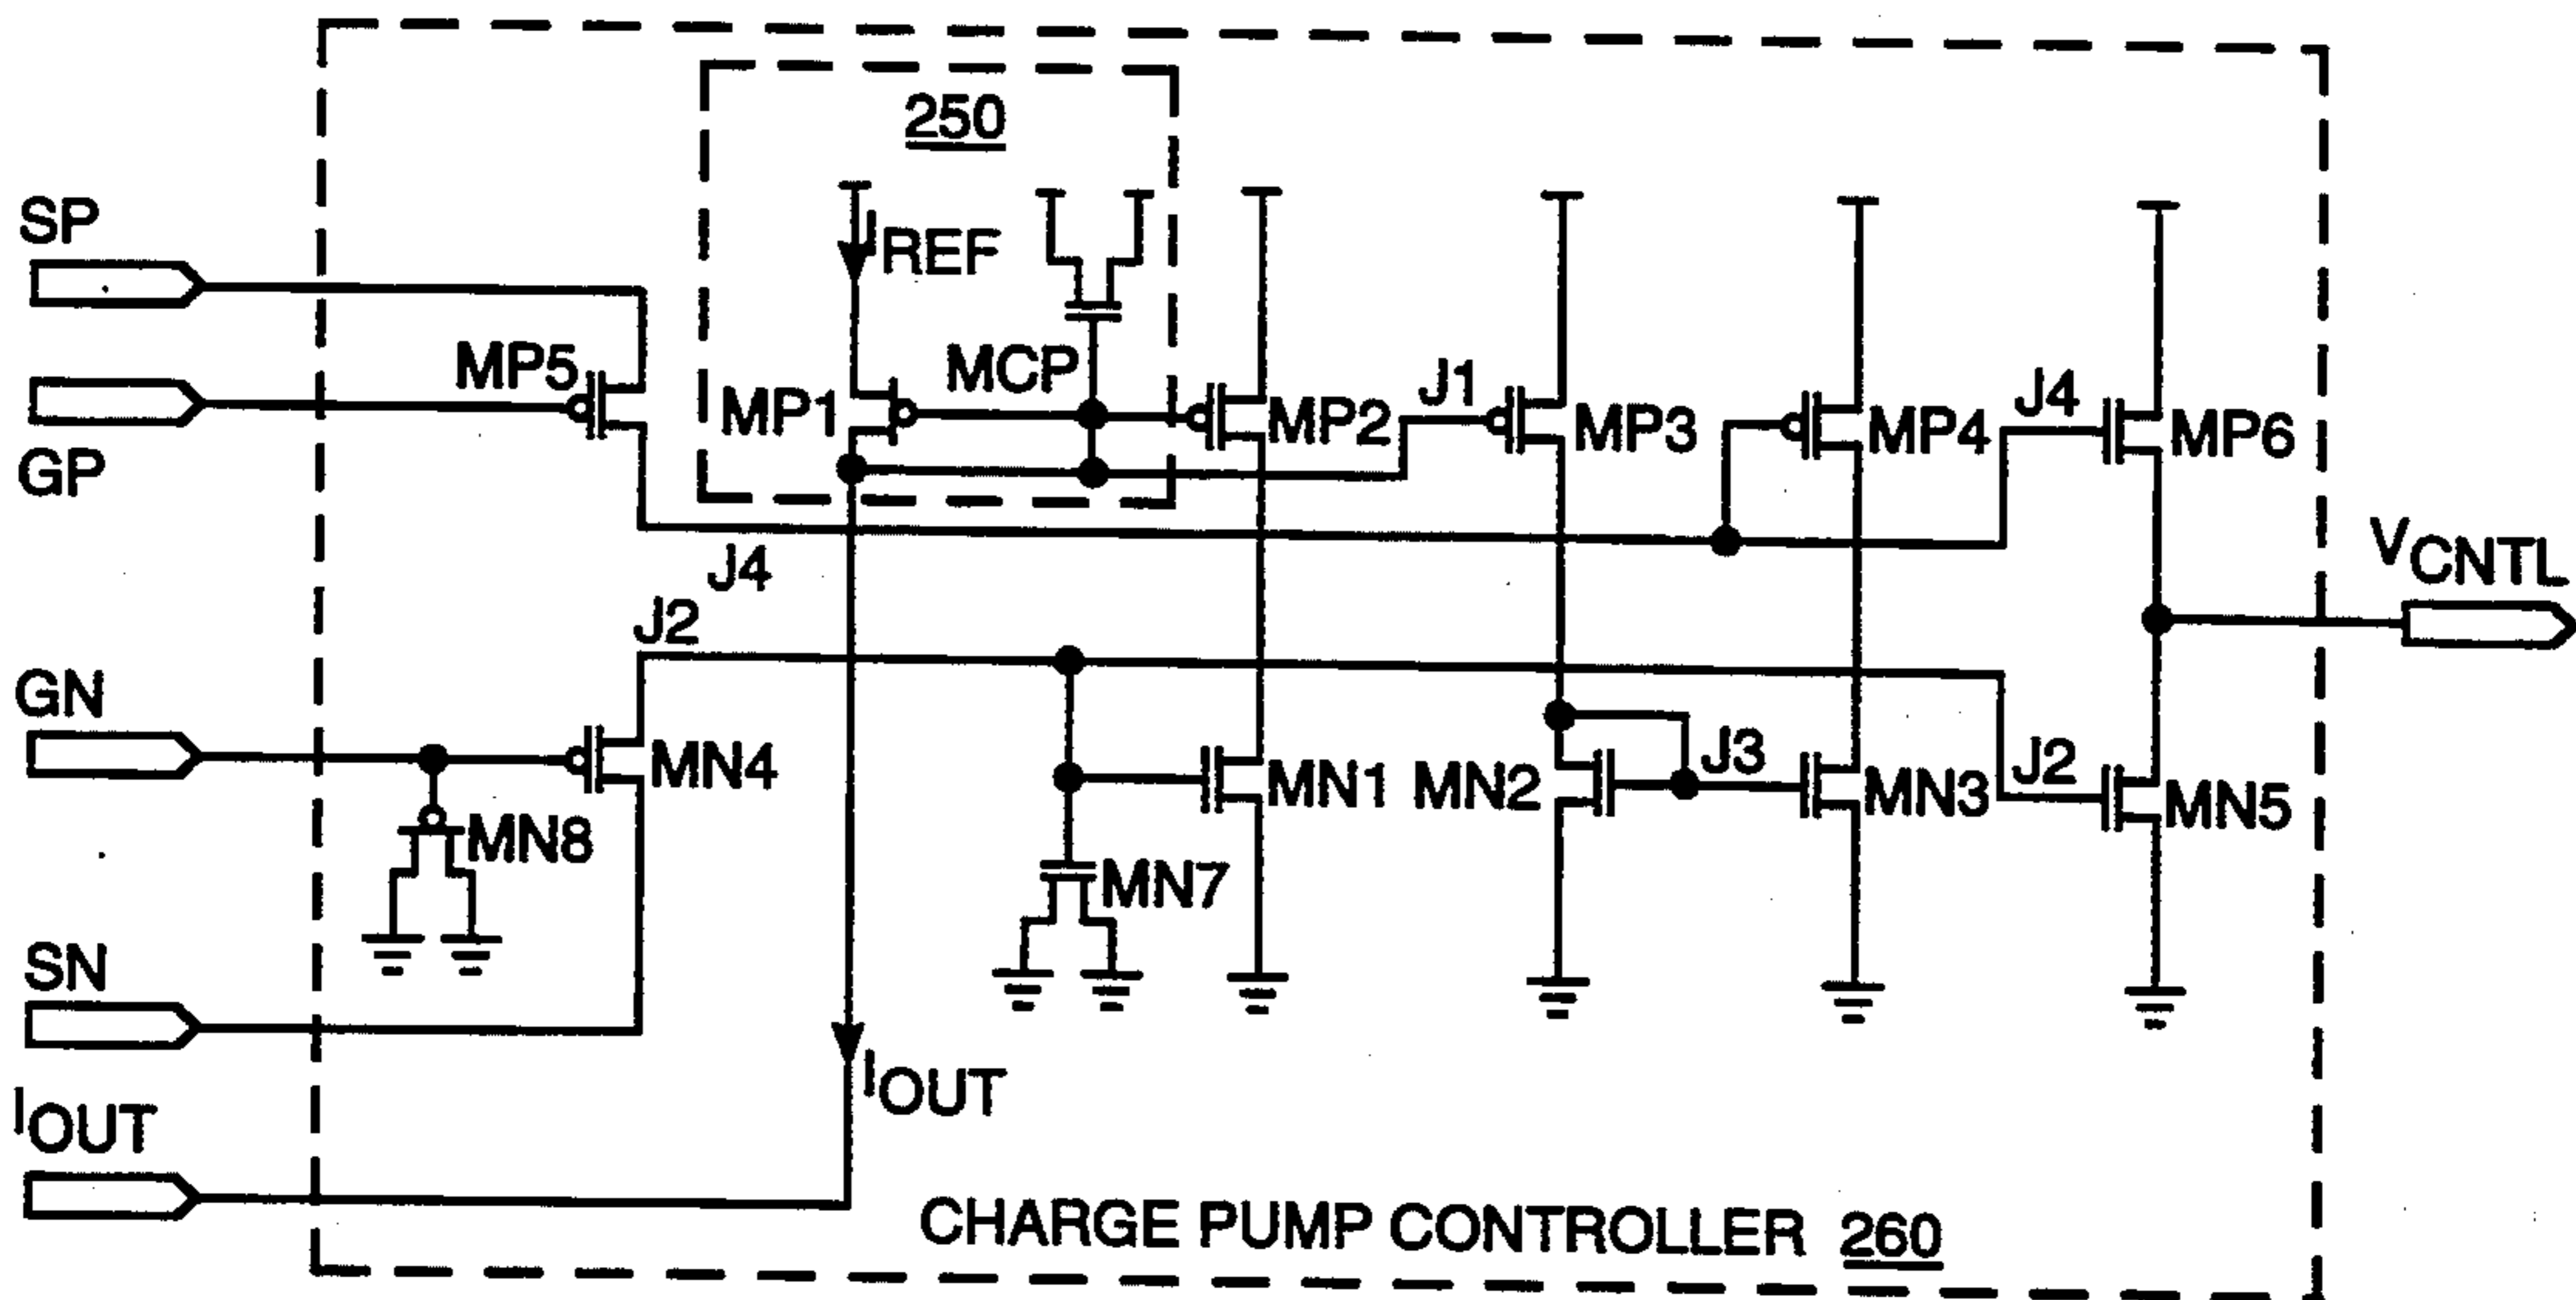 250
SP
I REF
MP5
MCP
MP1
MP2
J1
MP3
MP4
J4
MP6
GP
J4
VCNTL
J2
GN
MN4
MN8
MN1
MN2
J3
MN3
J2
MN5
MN7
SN
IOUT
IOUT
CHARGE PUMP CONTROLLER 260